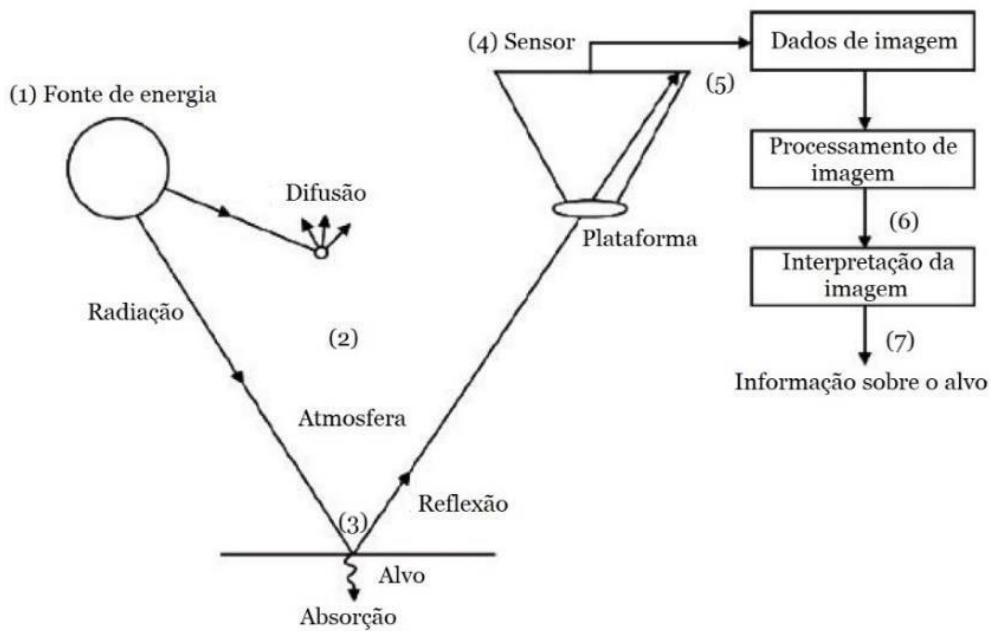 (1) Fonte de energia
Difusão
Radiação
(2)
Atmosfera
(3)
Reflexão
Alvo
Absorção
(4) Sensor
Plataforma
(5)
Dados de imagem
Processamento de
imagem
(6)
Interpretação da
imagem
(7)
Informação sobre o alvo